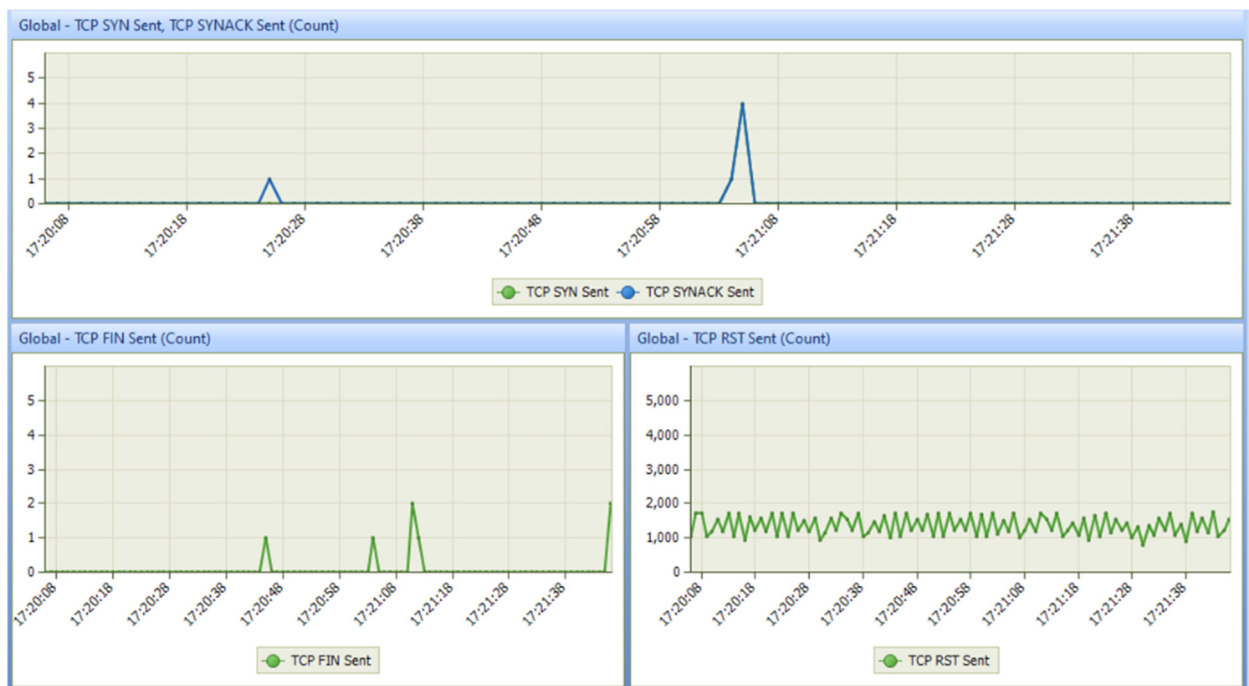 Global - TCP SYN Sent, TCP SYNACK Sent (Count)
5
4
3
2
1
0
17:20:08 17:20:18 17:20:28 17:20:38 17:20:48 17:20:58 17:21:08 17:21:18 17:21:28 17:21:38
TCP SYN Sent TCP SYNACK Sent
Global - TCP FIN Sent (Count)
5
4
3
2
1
0
17:20:08 17:20:18 17:20:28 17:20:38 17:20:48 17:20:58 17:21:08 17:21:18 17:21:28 17:21:38
TCP FIN Sent
Global - TCP RST Sent (Count)
5,000
4,000
3,000
2,000
1,000
0
17:20:08 17:20:18 17:20:28 17:20:38 17:20:48 17:20:58 17:21:08 17:21:18 17:21:28 17:21:38
TCP RST Sent